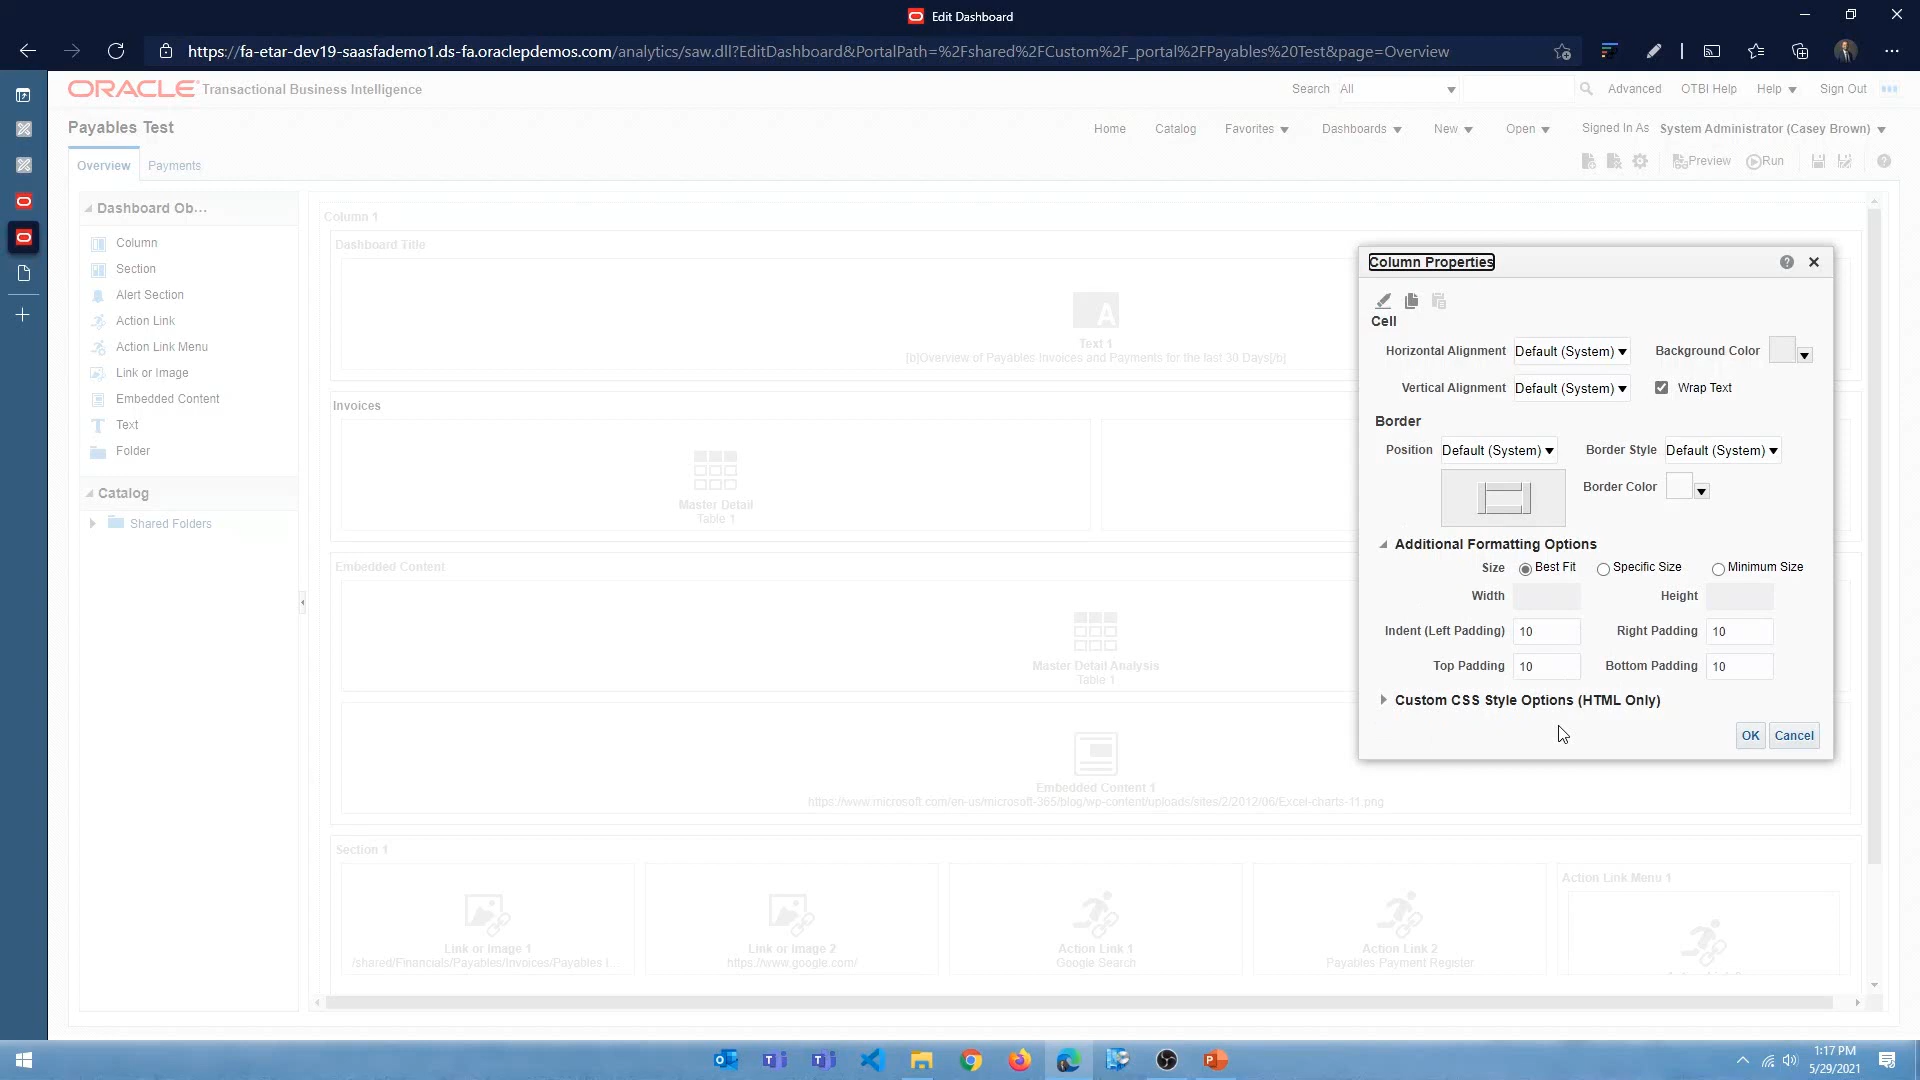 Edit Dashboard
https://fa-etar-dev19-saasfademo1.ds-fa.oraclepdemos.com/analytics/saw.dll?EditDashboard&PortalPath=%2Fshared%2FCustom%2F_portal%2FPayables%20Test&page=Overview
ORACLE Transactional Business Intelligence
Search All Advanced OTBI Help Help Sign Out
Payables Test
Home Catalog Favorites Dashboards New Open Signed In As System Administrator (Casey Brown)
Overview Payments
Preview Run
Dashboard Ob...
Column
Section
Alert Section
Action Link
Action Link Menu
Link or Image
Embedded Content
Text
Folder
Catalog
Shared Folders
Column 1
Dashboard Title
A
Text 1
[b]Overview of Payables Invoices and Payments for the last 30 Days[/b]
Invoices
Master Detail
Table 1
Embedded Content
Master Detail Analysis
Table 1
Embedded Content 1
https://www.microsoft.com/en-us/microsoft-365/blog/wp-content/uploads/sites/2/2012/06/Excel-charts-11.png
Section 1
Link or Image 1
/shared/Financials/Payables/Invoices/Payables I...
Link or Image 2
https://www.google.com/
Action Link 1
Google Search
Action Link 2
Payables Payment Register
Action Link Menu 1
Column Properties
Cell
Horizontal Alignment Default (System) Background Color
Vertical Alignment Default (System) Wrap Text
Border
Position Default (System) Border Style Default (System)
Border Color
Additional Formatting Options
Size Best Fit Specific Size Minimum Size
Width Height
Indent (Left Padding) 10 Right Padding 10
Top Padding 10 Bottom Padding 10
Custom CSS Style Options (HTML Only)
OK Cancel
1:17 PM
5/29/2021